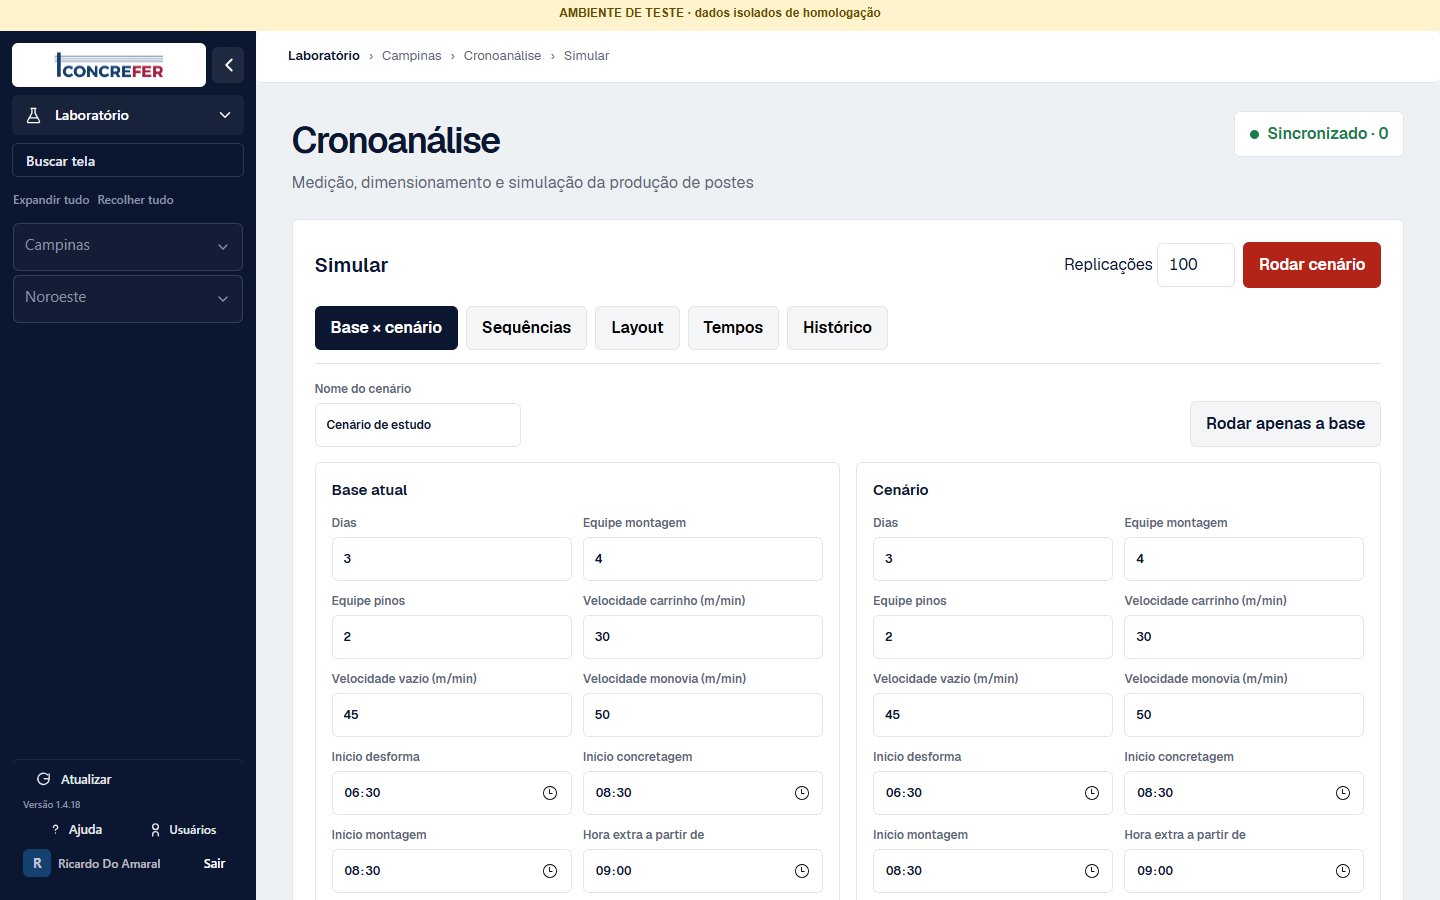 AMBIENTE DE TESTE · dados isolados de homologação
CONCREFER
Laboratório
Buscar tela
Expandir tudo Recolher tudo
Campinas
Noroeste
Atualizar
Versão 1.4.18
? Ajuda Usuários
R Ricardo Do Amaral Sair
Laboratório › Campinas › Cronoanálise › Simular
Cronoanálise
Sincronizado · 0
Medição, dimensionamento e simulação da produção de postes
Simular
Replicações 100 Rodar cenário
Base × cenário Sequências Layout Tempos Histórico
Nome do cenário
Cenário de estudo
Rodar apenas a base
Base atual
Dias Equipe montagem
3 4
Equipe pinos Velocidade carrinho (m/min)
2 30
Velocidade vazio (m/min) Velocidade monovia (m/min)
45 50
Início desforma Início concretagem
06:30 08:30
Início montagem Hora extra a partir de
08:30 09:00
Cenário
Dias Equipe montagem
3 4
Equipe pinos Velocidade carrinho (m/min)
2 30
Velocidade vazio (m/min) Velocidade monovia (m/min)
45 50
Início desforma Início concretagem
06:30 08:30
Início montagem Hora extra a partir de
08:30 09:00